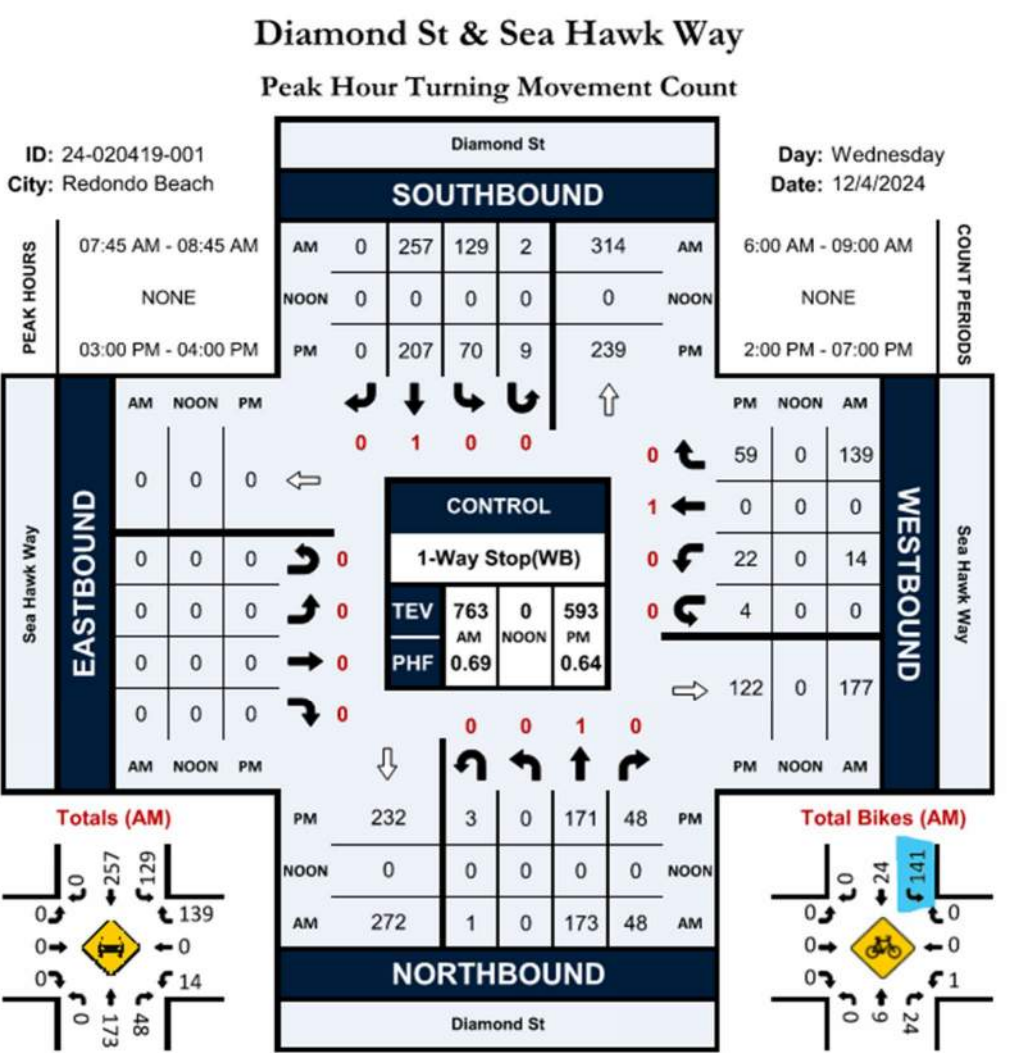 Diamond St & Sea Hawk Way
Peak Hour Turning Movement Count
ID: 24-020419-001
City: Redondo Beach
Day: Wednesday
Date: 12/4/2024
Diamond St
SOUTHBOUND
PEAK HOURS
07:45 AM - 08:45 AM
NONE
03:00 PM - 04:00 PM
AM 0 257 129 2 314 AM
NOON 0 0 0 0 0 NOON
PM 0 207 70 9 239 PM
6:00 AM - 09:00 AM
NONE
2:00 PM - 07:00 PM
COUNT PERIODS
0 1 0 0
Sea Hawk Way
EASTBOUND
AM NOON PM
0 0 0
0 0 0 0
0 0 0 0
0 0 0 0
0 0 0 0
AM NOON PM
CONTROL
1-Way Stop(WB)
TEV 763 0 593
AM NOON PM
PHF 0.69 0.64
PM NOON AM
0 59 0 139
1 0 0 0
0 22 0 14
0 4 0 0
122 0 177
PM NOON AM
WESTBOUND
Sea Hawk Way
0 0 1 0
PM 232 3 0 171 48 PM
NOON 0 0 0 0 0 NOON
AM 272 1 0 173 48 AM
NORTHBOUND
Diamond St
Totals (AM)
0 257 129
0 139
0 0
0 14
0 173 48
Total Bikes (AM)
0 24 141
0 0
0 0
0 1
0 9 24